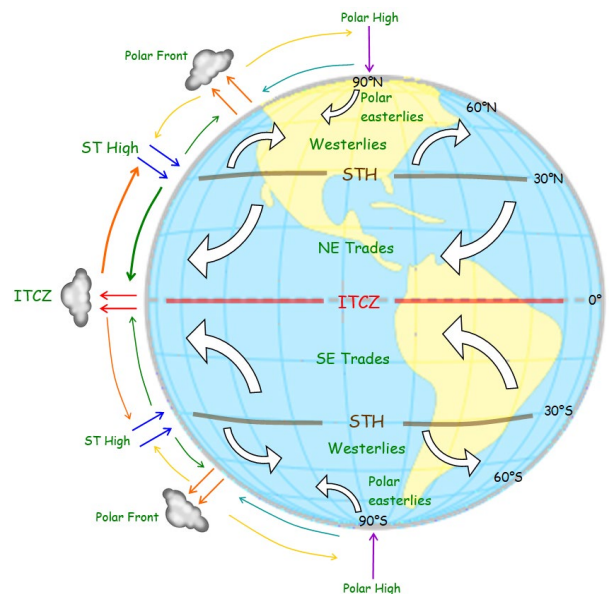 Polar High
Polar Front
90°N
Polar
easterlies
60°N
ST High
Westerlies
STH
30°N
NE Trades
ITCZ
ITCZ
0°
SE Trades
STH
30°S
ST High
Westerlies
Polar
easterlies
60°S
Polar Front
90°S
Polar High